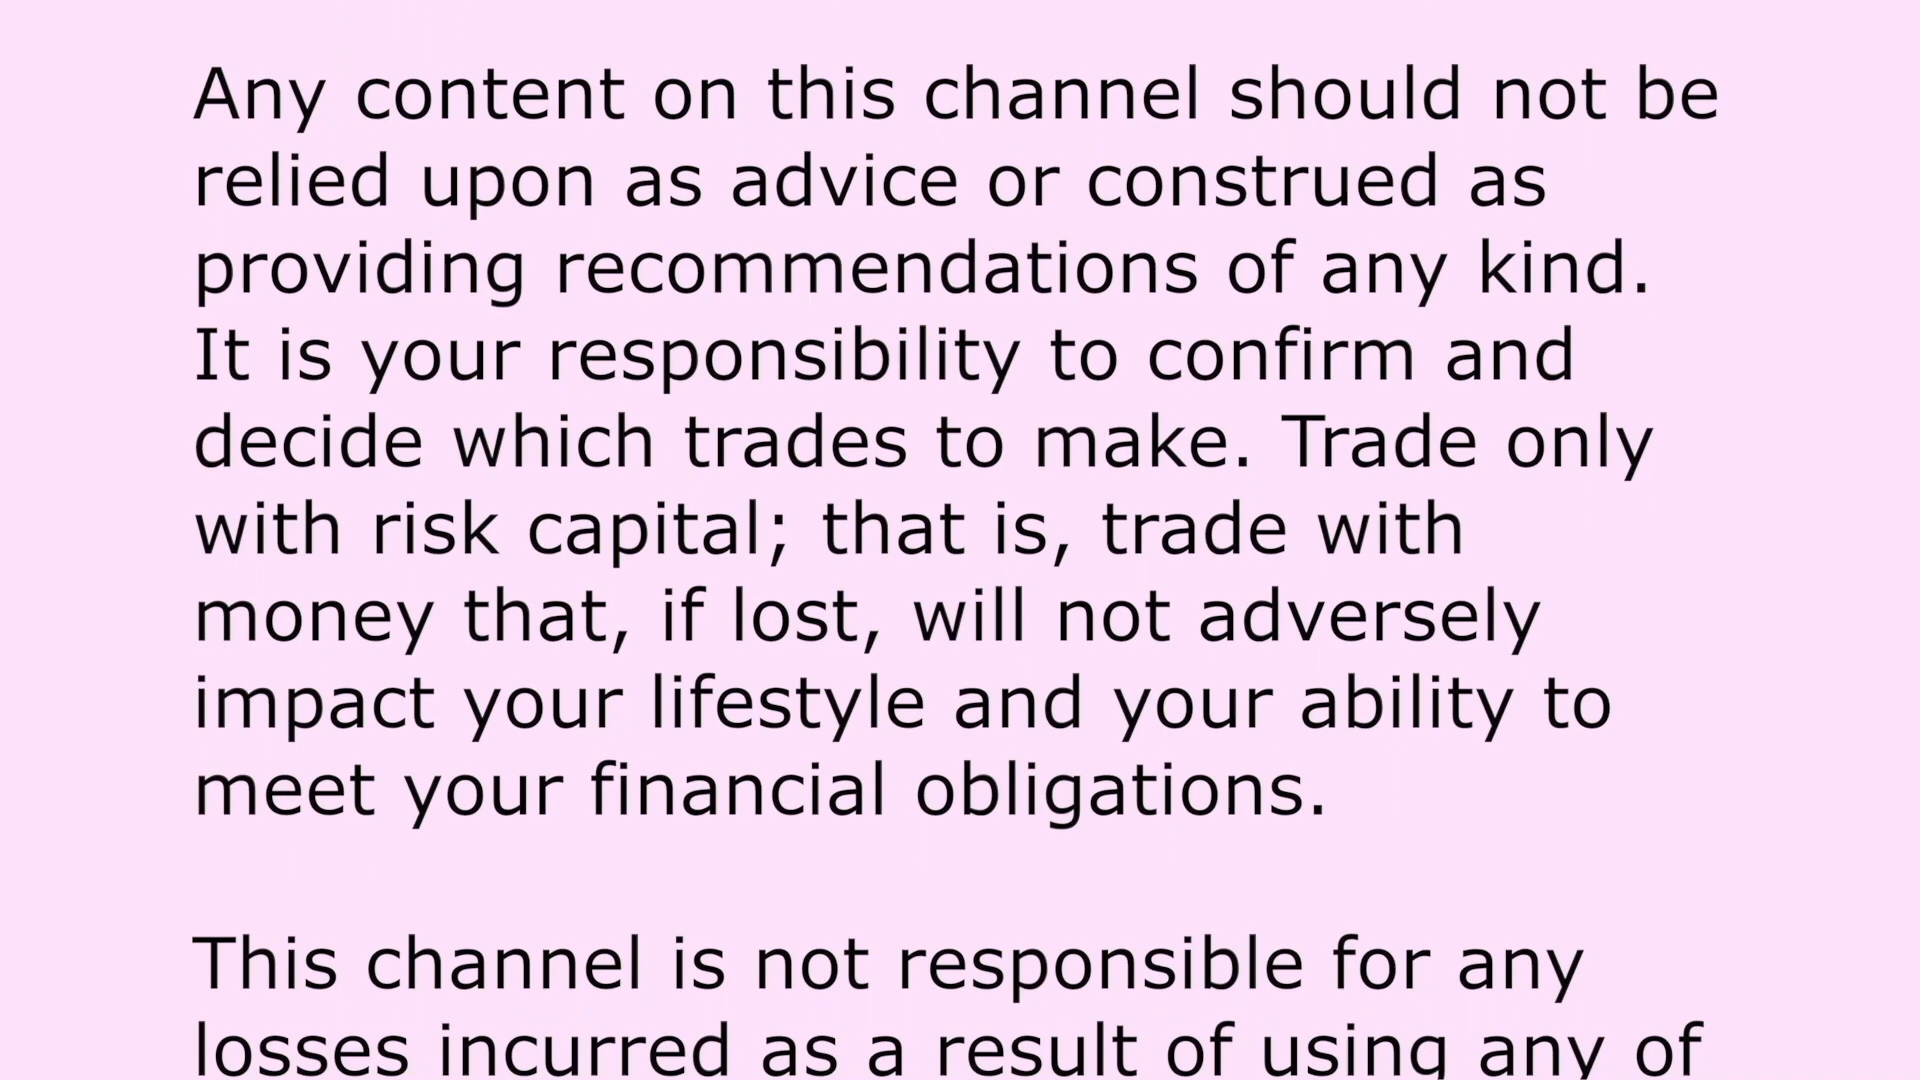 Any content on this channel should not be
relied upon as advice or construed as
providing recommendations of any kind.
It is your responsibility to confirm and
decide which trades to make. Trade only
with risk capital; that is, trade with
money that, if lost, will not adversely
impact your lifestyle and your ability to
meet your financial obligations.
This channel is not responsible for any
losses incurred as a result of using any of